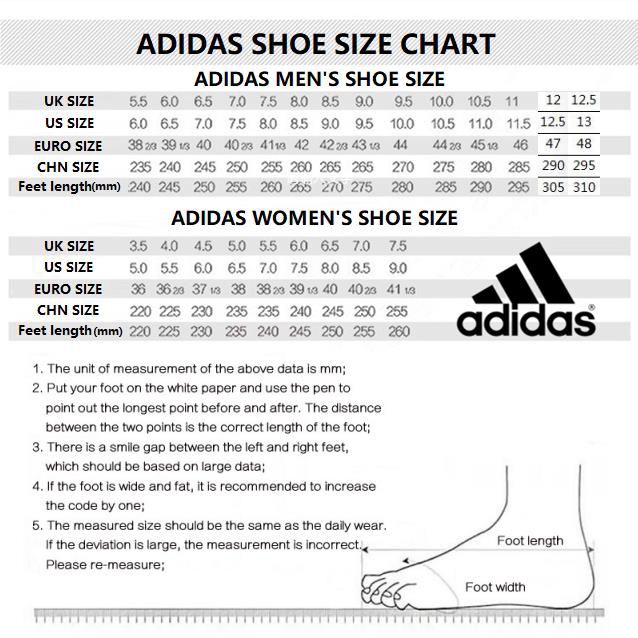 ADIDAS SHOE SIZE CHART
ADIDAS MEN'S SHOE SIZE
UK SIZE 5.5 6.0 6.5 7.0 7.5 8.0 8.5 9.0 9.5 10.0 10.5 11 12 12.5
US SIZE 6.0 6.5 7.0 7.5 8.0 8.5 9.0 9.5 10.0 10.5 11.0 11.5 12.5 13
EURO SIZE 38 2/3 39 1/3 40 40 2/3 41 1/3 42 42 2/3 43 1/3 44 44 2/3 45 1/3 46 47 48
CHN SIZE 235 240 245 250 255 260 265 265 270 275 280 285 290 295
Feet length(mm) 240 245 250 255 260 265 270 275 280 285 290 295 305 310
ADIDAS WOMEN'S SHOE SIZE
UK SIZE 3.5 4.0 4.5 5.0 5.5 6.0 6.5 7.0 7.5
US SIZE 5.0 5.5 6.0 6.5 7.0 7.5 8.0 8.5 9.0
EURO SIZE 36 36 2/3 37 1/3 38 38 2/3 39 1/3 40 40 2/3 41 1/3
CHN SIZE 220 225 230 235 235 240 245 250 255
Feet length(mm) 220 225 230 235 240 245 250 255 260
adidas®
1. The unit of measurement of the above data is mm;
2. Put your foot on the white paper and use the pen to
point out the longest point before and after. The distance
between the two points is the correct length of the foot;
3. There is a smile gap between the left and right feet,
which should be based on large data;
4. If the foot is wide and fat, it is recommended to increase
the code by one;
5. The measured size should be the same as the daily wear.
If the deviation is large, the measurement is incorrect.
Please re-measure;
Foot length
Foot width